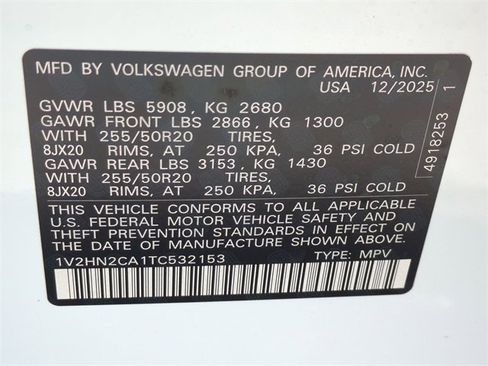 MFD BY VOLKSWAGEN GROUP OF AMERICA, INC.
USA 12/2025
GVWR LBS 5908, KG 2680
GAWR FRONT LBS 2866, KG 1300
WITH 255/50R20 TIRES,
8JX20 RIMS, AT 250 KPA, 36 PSI COLD
GAWR REAR LBS 3153, KG 1430
WITH 255/50R20 TIRES,
8JX20 RIMS, AT 250 KPA, 36 PSI COLD
THIS VEHICLE CONFORMS TO ALL APPLICABLE
U.S. FEDERAL MOTOR VEHICLE SAFETY AND
THEFT PREVENTION STANDARDS IN EFFECT ON THE
DATE OF MANUFACTURE SHOWN ABOVE.
1V2HN2CA1TC532153 TYPE: MPV
4918253 1